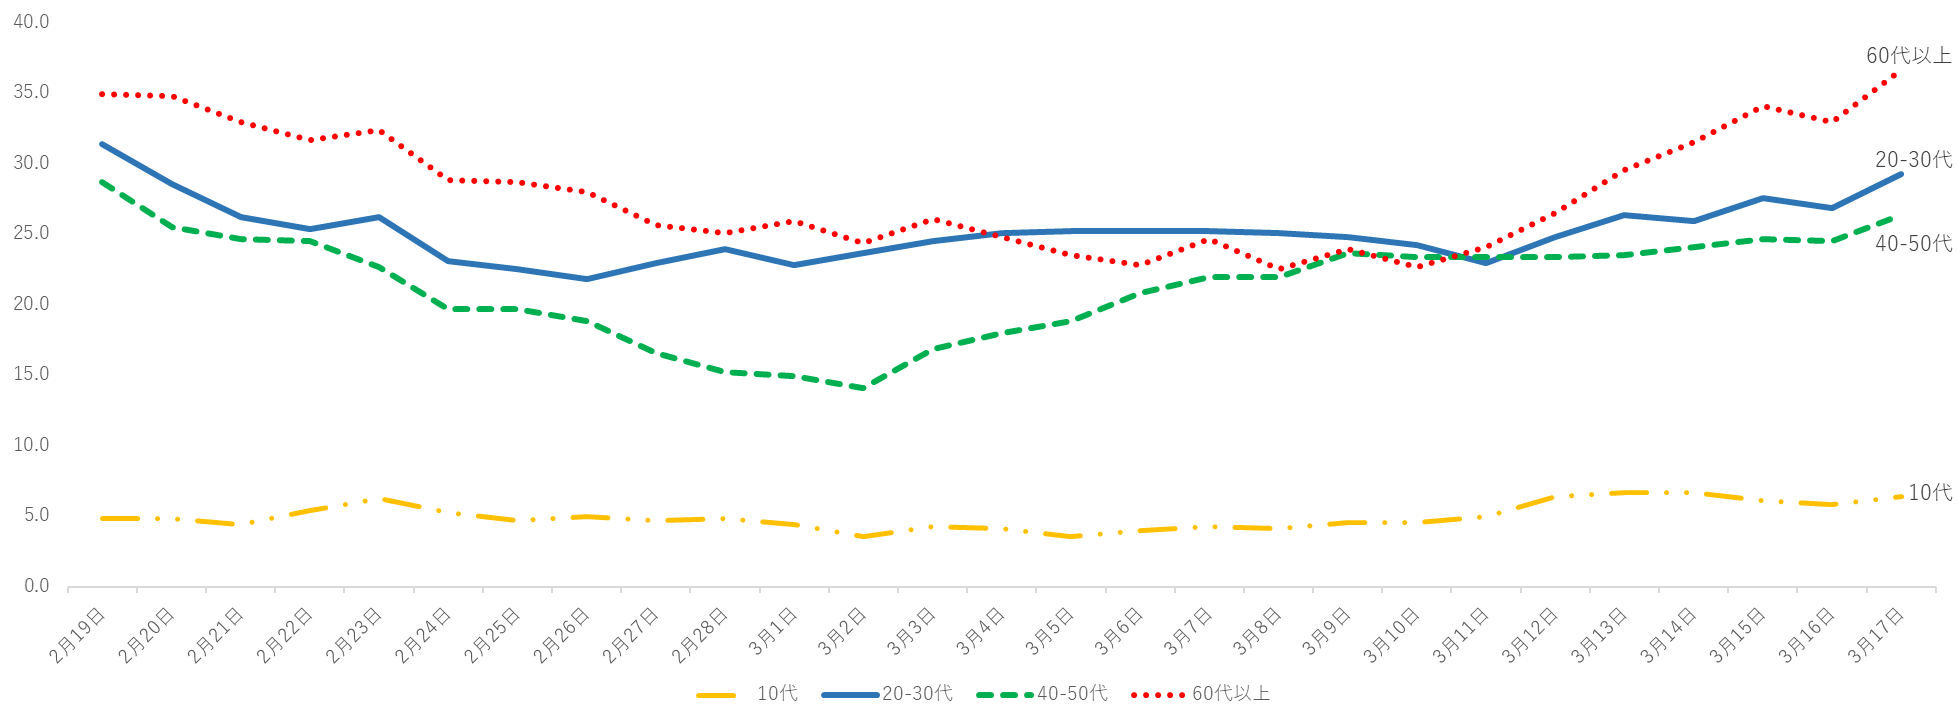 40.0
35.0
30.0
25.0
20.0
15.0
10.0
5.0
0.0
60代以上
20-30代
40-50代
10代
2月19日
2月20日
2月21日
2月22日
2月23日
2月24日
2月25日
2月26日
2月27日
2月28日
3月1日
3月2日
3月3日
3月4日
3月5日
3月6日
3月7日
3月8日
3月9日
3月10日
3月11日
3月12日
3月13日
3月14日
3月15日
3月16日
3月17日
10代 20-30代 40-50代 60代以上